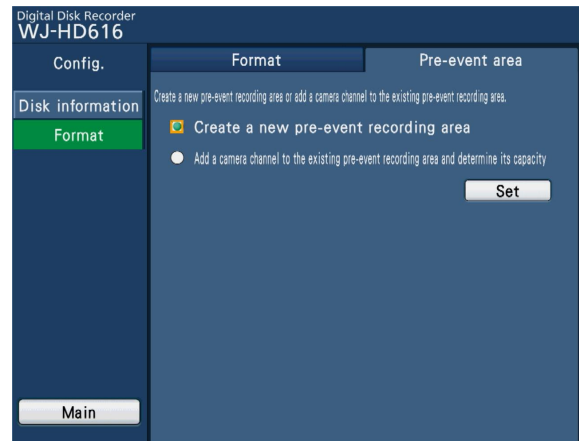 Digital Disk Recorder
WJ-HD616
Config.
Format
Pre-event area
Disk information
Format
Create a new pre-event recording area or add a camera channel to the existing pre-event recording area.
Create a new pre-event recording area
Add a camera channel to the existing pre-event recording area and determine its capacity
Set
Main